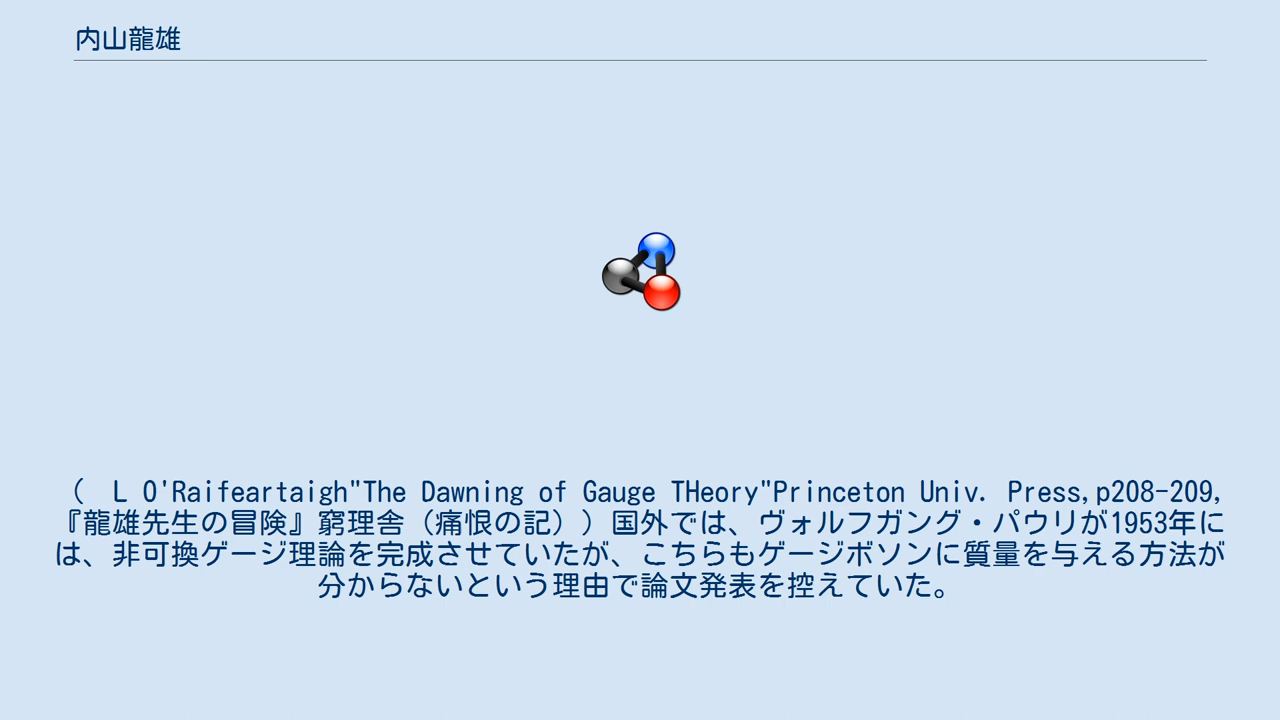 内山龍雄
（　L O'Raifeartaigh"The Dawning of Gauge THeory"Princeton Univ. Press,p208-209,
『龍雄先生の冒険』窮理舎（痛恨の記））国外では、ヴォルフガング・パウリが1953年に
は、非可換ゲージ理論を完成させていたが、こちらもゲージボソンに質量を与える方法が
分からないという理由で論文発表を控えていた。